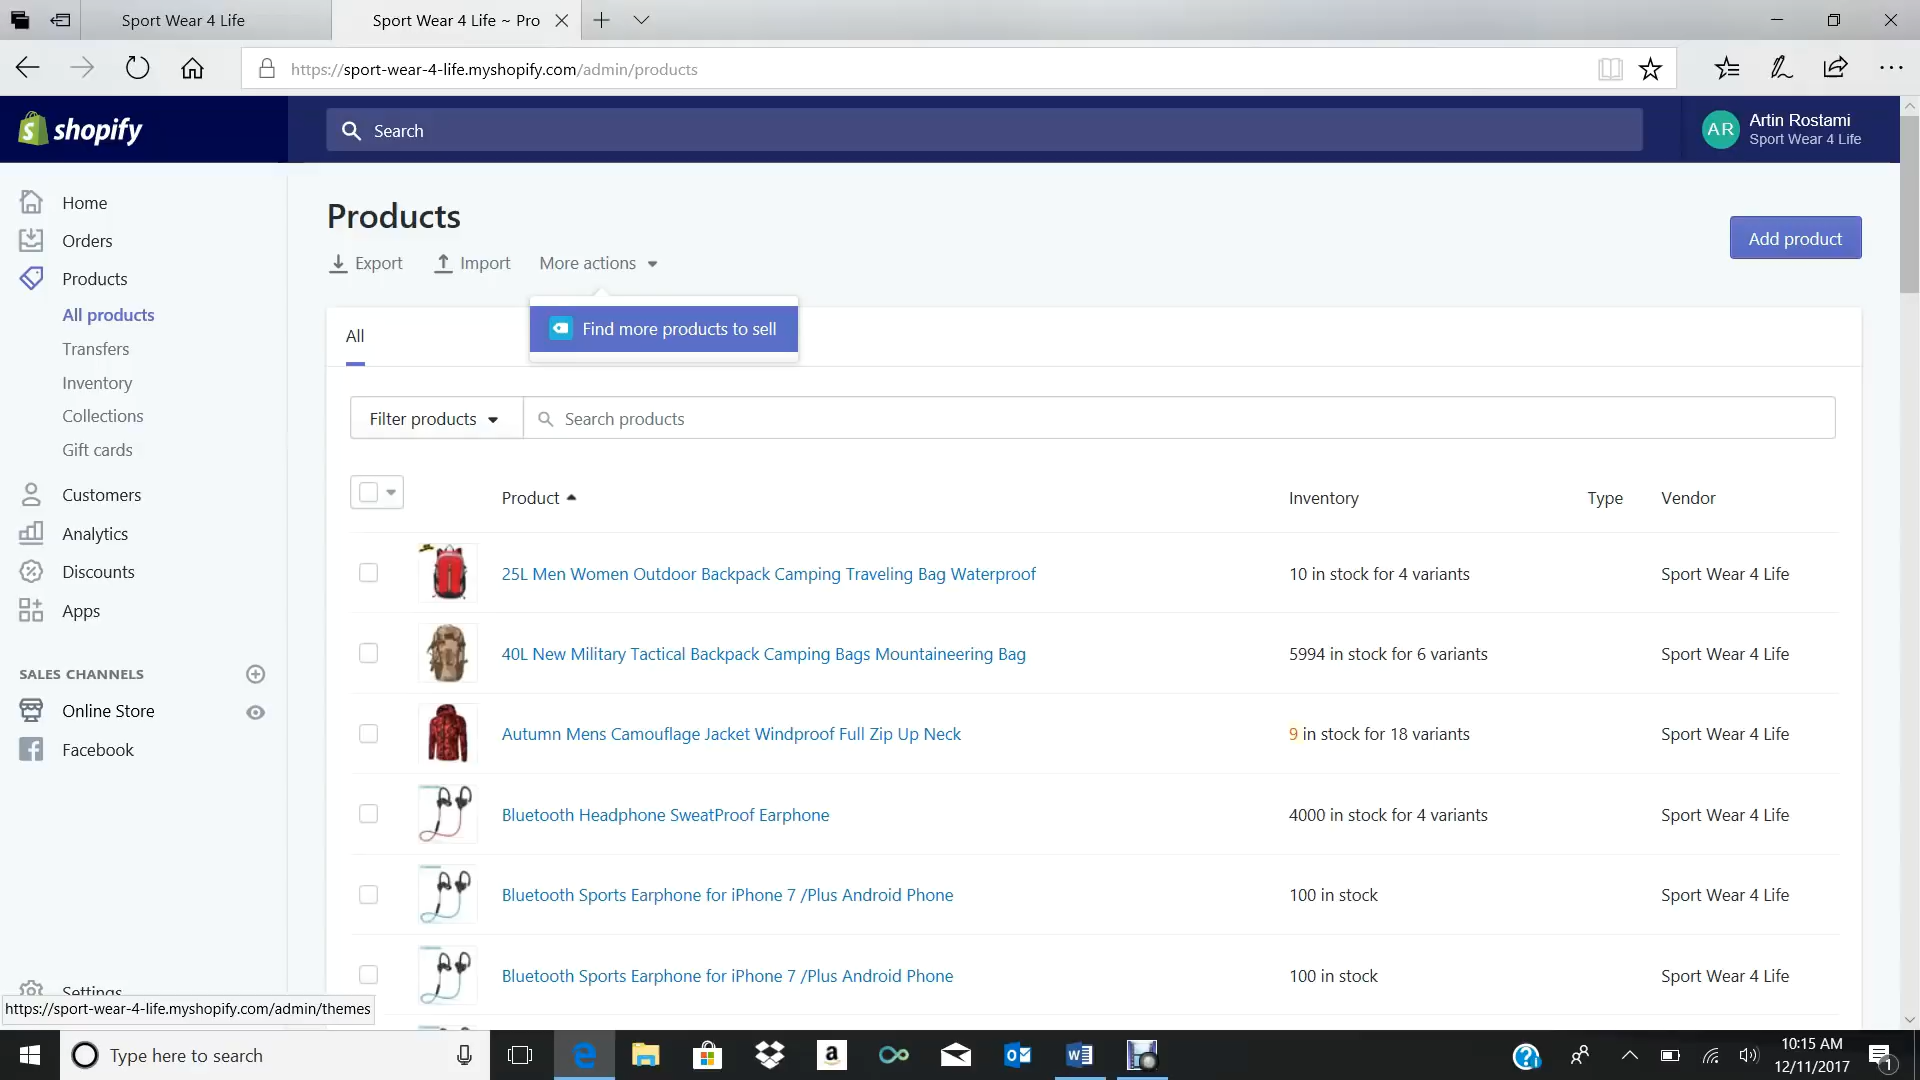 Sport Wear 4 Life
Sport Wear 4 Life ~ Pro
https://sport-wear-4-life.myshopify.com/admin/products
shopify
Search
AR
Artin Rostami
Sport Wear 4 Life
Home
Orders
Products
All products
Transfers
Inventory
Collections
Gift cards
Customers
Analytics
Discounts
Apps
SALES CHANNELS
Online Store
Facebook
Settings
https://sport-wear-4-life.myshopify.com/admin/themes
Products
Export Import More actions
Add product
Find more products to sell
All
Filter products Search products
Product Inventory Type Vendor
25L Men Women Outdoor Backpack Camping Traveling Bag Waterproof 10 in stock for 4 variants Sport Wear 4 Life
40L New Military Tactical Backpack Camping Bags Mountaineering Bag 5994 in stock for 6 variants Sport Wear 4 Life
Autumn Mens Camouflage Jacket Windproof Full Zip Up Neck 9 in stock for 18 variants Sport Wear 4 Life
Bluetooth Headphone SweatProof Earphone 4000 in stock for 4 variants Sport Wear 4 Life
Bluetooth Sports Earphone for iPhone 7 /Plus Android Phone 100 in stock Sport Wear 4 Life
Bluetooth Sports Earphone for iPhone 7 /Plus Android Phone 100 in stock Sport Wear 4 Life
Type here to search
10:15 AM
12/11/2017
1